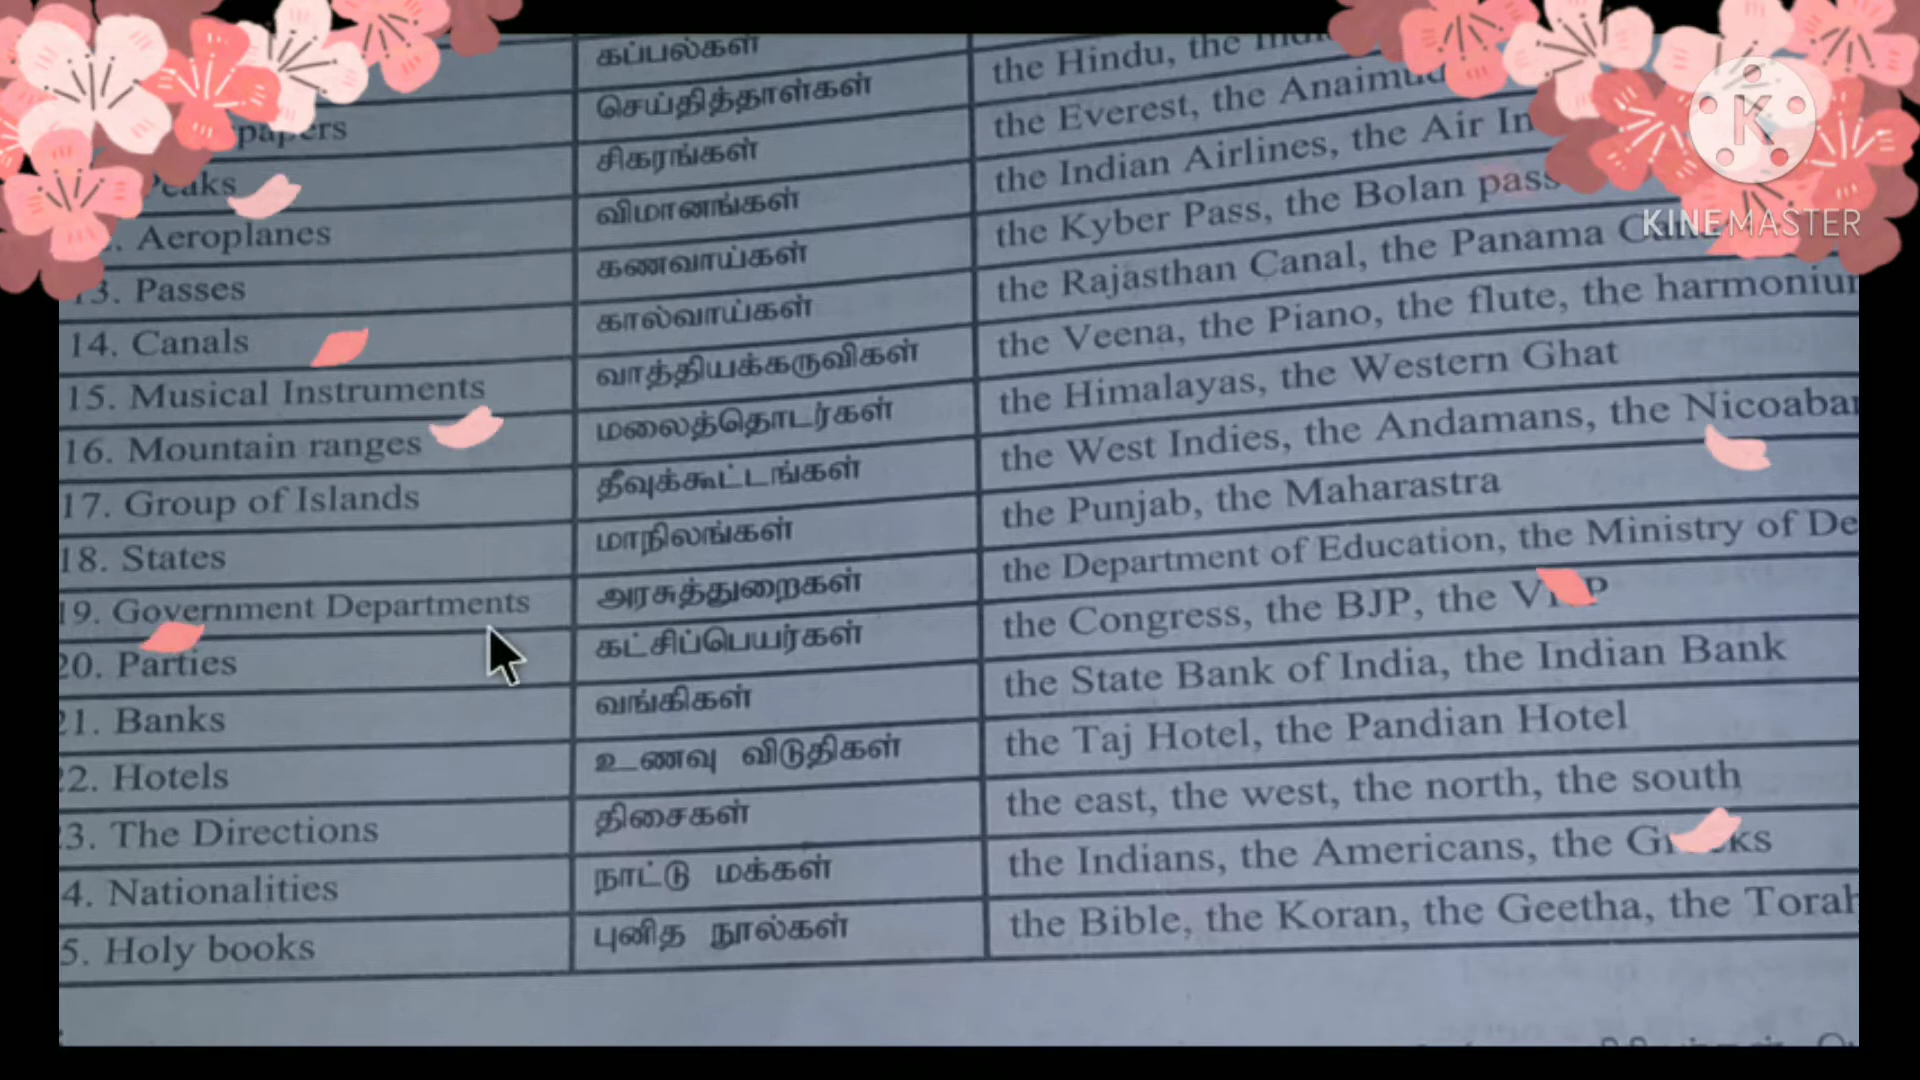 கப்பல்கள்
செய்தித்தாள்கள் the Hindu, the
Peaks சிகரங்கள் the Everest, the
Aeroplanes விமானங்கள் the Indian Airlines, the Air
13. Passes கணவாய்கள் the Kyber Pass, the Bolan pass
14. Canals கால்வாய்கள் the Rajasthan Canal, the Panama
15. Musical Instruments வாத்தியக்கருவிகள் the Veena, the Piano, the flute, the
16. Mountain ranges மலைத்தொடர்கள் the Himalayas, the Western Ghat
17. Group of Islands தீவுக்கூட்டங்கள் the West Indies, the Andamans, the
18. States மாநிலங்கள் the Punjab, the Maharastra
19. Government Departments அரசுத்துறைகள் the Department of Education, the Ministry of
20. Parties கட்சிப்பெயர்கள் the Congress, the BJP, the
21. Banks வங்கிகள் the State Bank of India, the Indian Bank
22. Hotels உணவு விடுதிகள் the Taj Hotel, the Pandian Hotel
3. The Directions திசைகள் the east, the west, the north, the south
4. Nationalities நாட்டு மக்கள் the Indians, the Americans, the
5. Holy books புனித நூல்கள் the Bible, the Koran, the Geetha, the Torah
K
KINEMASTER